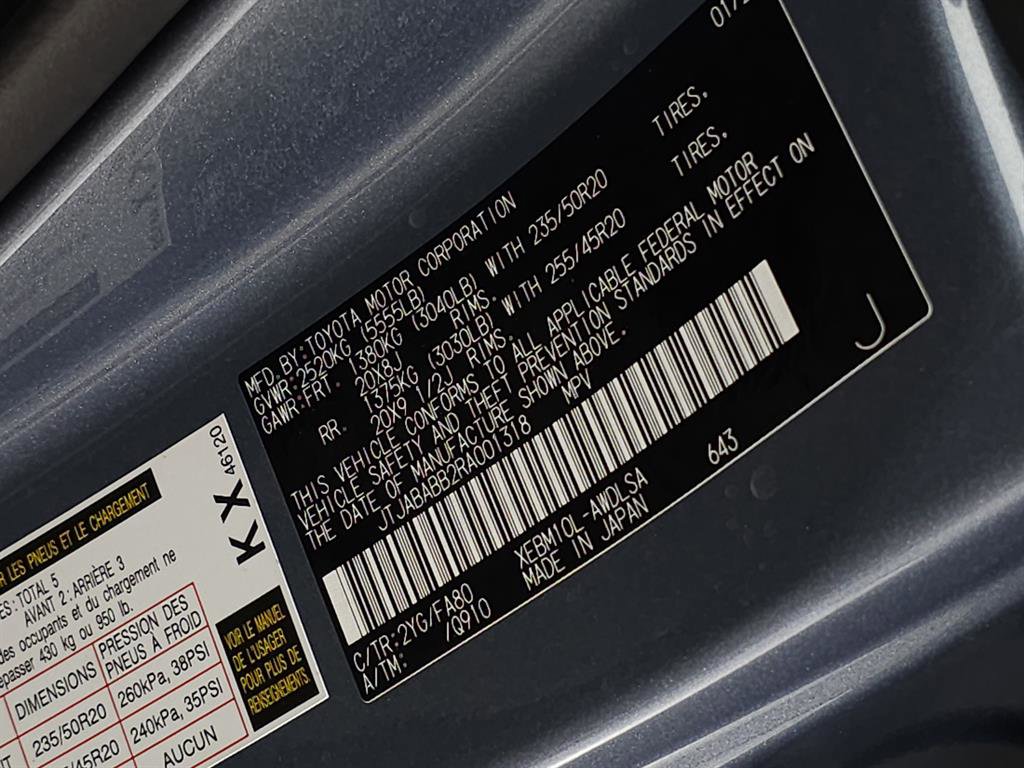 01/2
MFD. BY: TOYOTA MOTOR CORPORATION
GVWR: 2520KG (5555LB)
GAWR: FRT. 1380KG (3040LB) WITH 235/50R20 TIRES.
20X8J RIMS.
RR. 1375KG (3030LB) WITH 255/45R20 TIRES.
20X9 1/2J RIMS.
THIS VEHICLE CONFORMS TO ALL APPLICABLE FEDERAL MOTOR
VEHICLE SAFETY AND THEFT PREVENTION STANDARDS IN EFFECT ON
THE DATE OF MANUFACTURE SHOWN ABOVE.
JTJABABB2RA001318 MPV
C/TR: 2YG/FA80 XEBM10L-AWDLSA 643
A/TM: /Q910 MADE IN JAPAN
J
KX
46120
R LES PNEUS ET LE CHARGEMENT
ES: TOTAL 5
AVANT 2: ARRIÈRE 3
des occupants et du chargement ne
épasser 430 kg ou 950 lb.
DIMENSIONS PRESSION DES PNEUS À FROID
235/50R20 260kPa, 38PSI
/45R20 240kPa, 35PSI
AUCUN
VOIR LE MANUEL
DE L'USAGER
POUR PLUS DE
RENSEIGNEMENTS